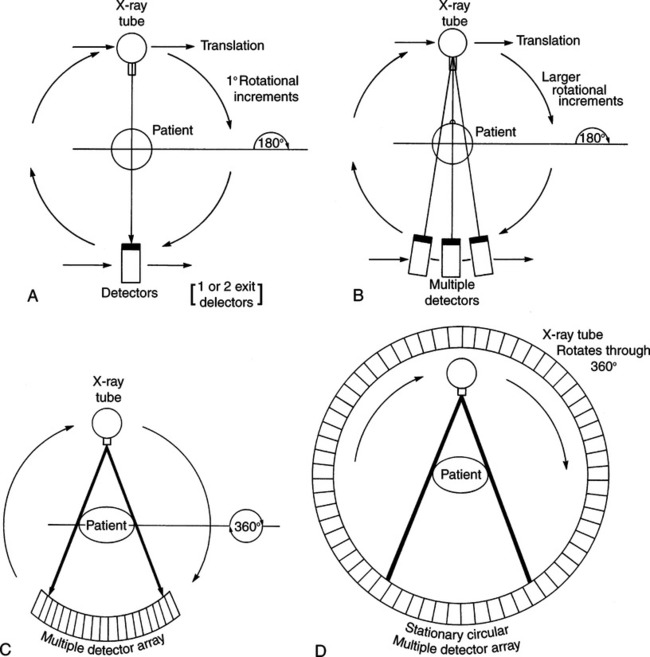 X-ray
tube
Translation
1° Rotational
increments
Patient
180°
Detectors
[1 or 2 exit
delectors]
A
X-ray
tube
Translation
Larger
rotational
increments
Patient
180°
Multiple
detectors
B
X-ray
tube
Patient
360°
Multiple detector array
C
X-ray tube
Rotates through
360°
Patient
Stationary circular
Multiple detector array
D